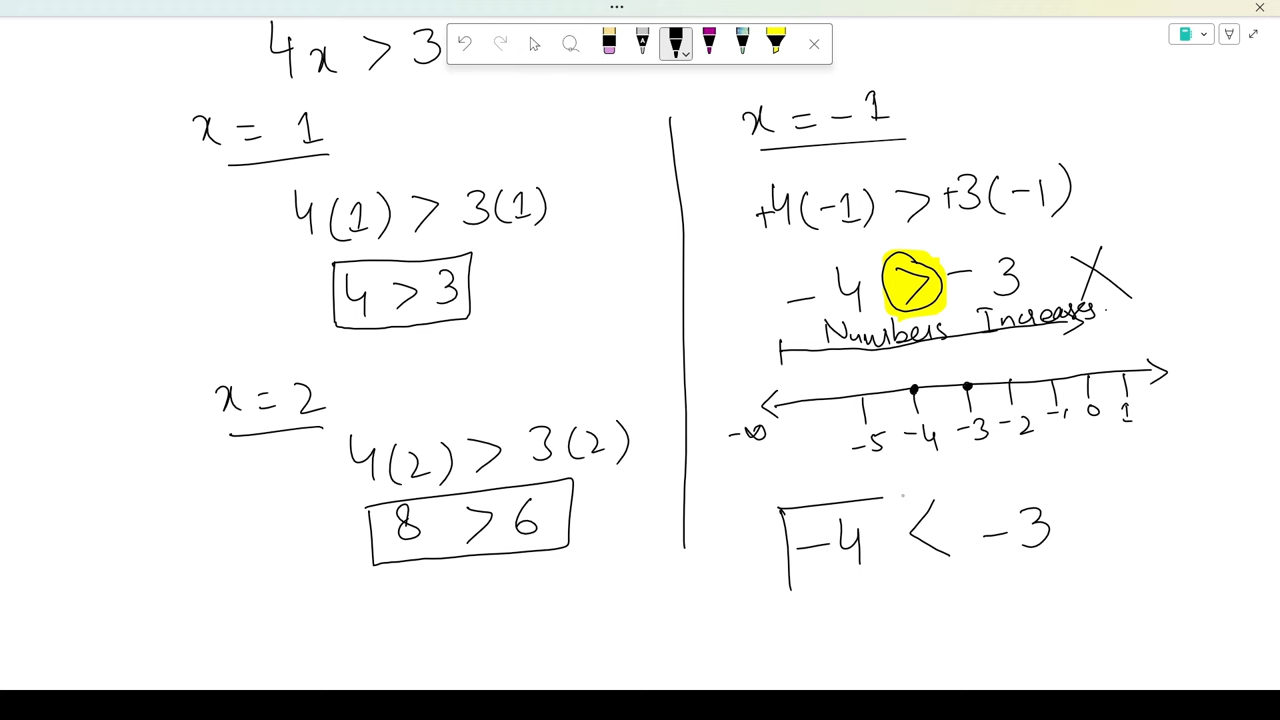 4x > 3
x = 1
4(1) > 3(1)
4 > 3
x = 2
4(2) > 3(2)
8 > 6
x = -1
+4(-1) > +3(-1)
-4 > -3 X
Numbers Increases.
-∞ -5 -4 -3 -2 -1 0 1
-4 < -3